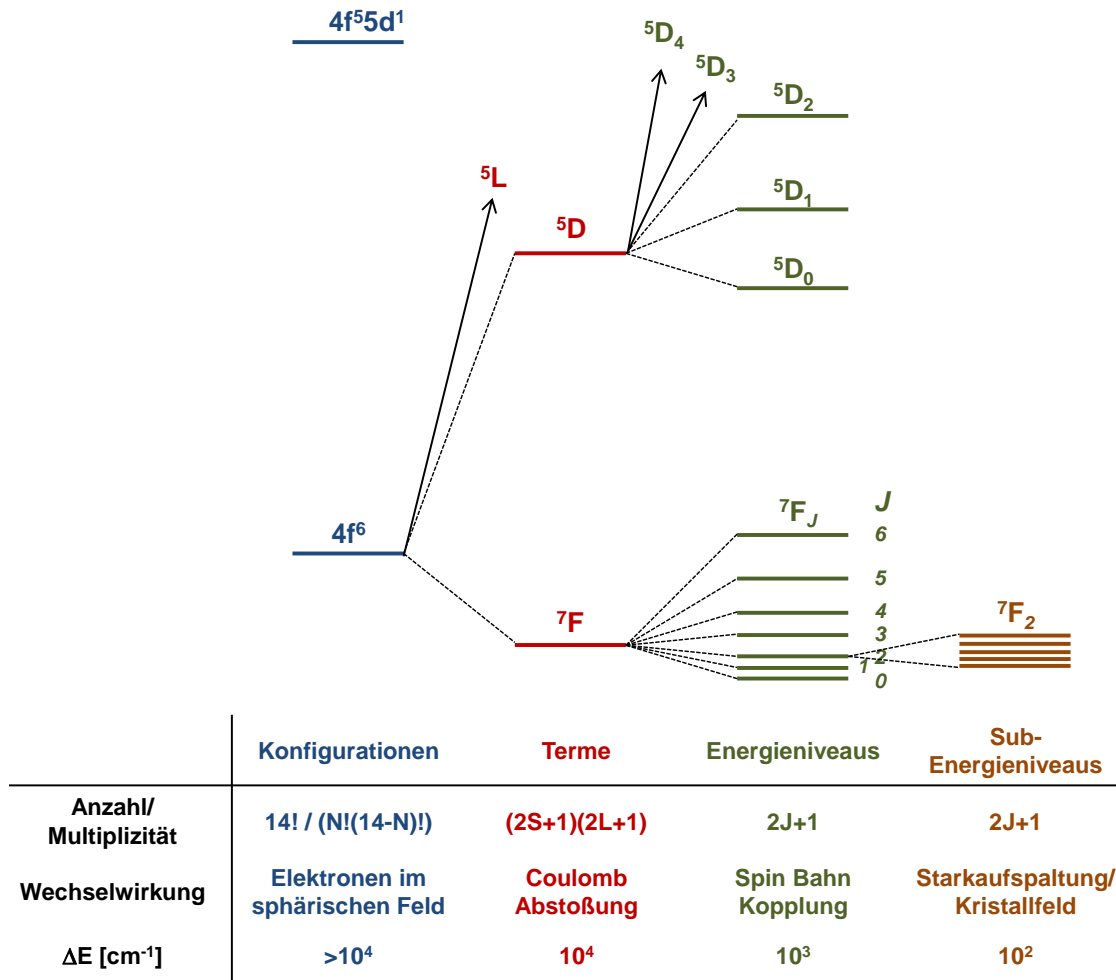 4f⁵5d¹
⁵D₄
⁵D₃
⁵D₂
⁵L
⁵D₁
⁵D
⁵D₀
⁷F_J
J
4f⁶
6
5
4
⁷F
3
⁷F₂
2
1
0
Konfigurationen
Terme
Energieniveaus
Sub-
Energieniveaus
Anzahl/
Multiplizität
14! / (N!(14-N)!)
(2S+1)(2L+1)
2J+1
2J+1
Wechselwirkung
Elektronen im
sphärischen Feld
Coulomb
Abstoßung
Spin Bahn
Kopplung
Starkaufspaltung/
Kristallfeld
ΔE [cm⁻¹]
>10⁴
10⁴
10³
10²